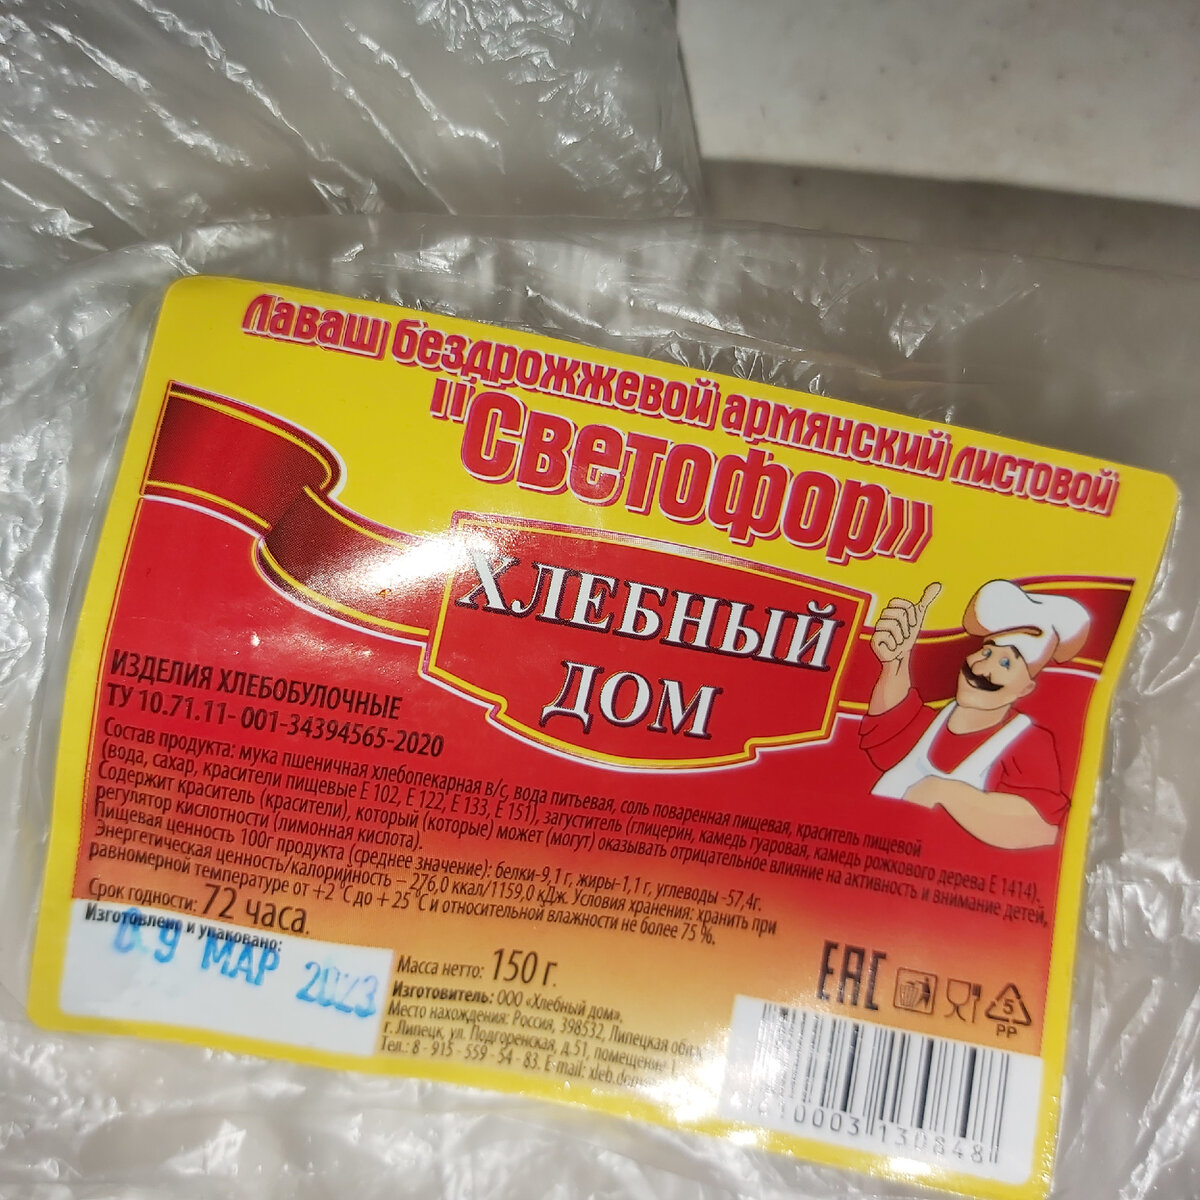 Лаваш бездрожжевой армянский листовой
"Светофор»
ХЛЕБНЫЙ
ДОМ
ИЗДЕЛИЯ ХЛЕБОБУЛОЧНЫЕ
ТУ 10.71.11- 001-34394565-2020
Состав продукта: мука пшеничная хлебопекарная в/с, вода питьевая, соль поваренная пищевая, краситель пищевой
(вода, сахар, красители пищевые Е 102, Е 122, Е 133, Е 151), загуститель (глицерин, камедь гуаровая, камедь рожкового дерева Е 1414),
Содержит краситель (красители), который (которые) может (могут) оказывать отрицательное влияние на активность и внимание детей,
регулятор кислотности (лимонная кислота).
Пищевая ценность 100г продукта (среднее значение): белки-9,1 г, жиры-1,1 г, углеводы -57,4г.
Энергетическая ценность/калорийность – 276,0 ккал/1159,0 кДж. Условия хранения: хранить при
равномерной температуре от +2 °С до + 25 °С и относительной влажности не более 75 %.
Срок годности: 72 часа.
Изготовлено и упаковано:
09 МАР 2023
Масса нетто: 150 г.
Изготовитель: ООО «Хлебный дом»,
Место нахождения: Россия, 398532, Липецкая обл.,
г. Липецк, ул. Подгоренская, д.51, помещение
Тел.: 8 - 915 - 559 - 54 - 83. E-mail:
EAC
5
PP
0003 130848